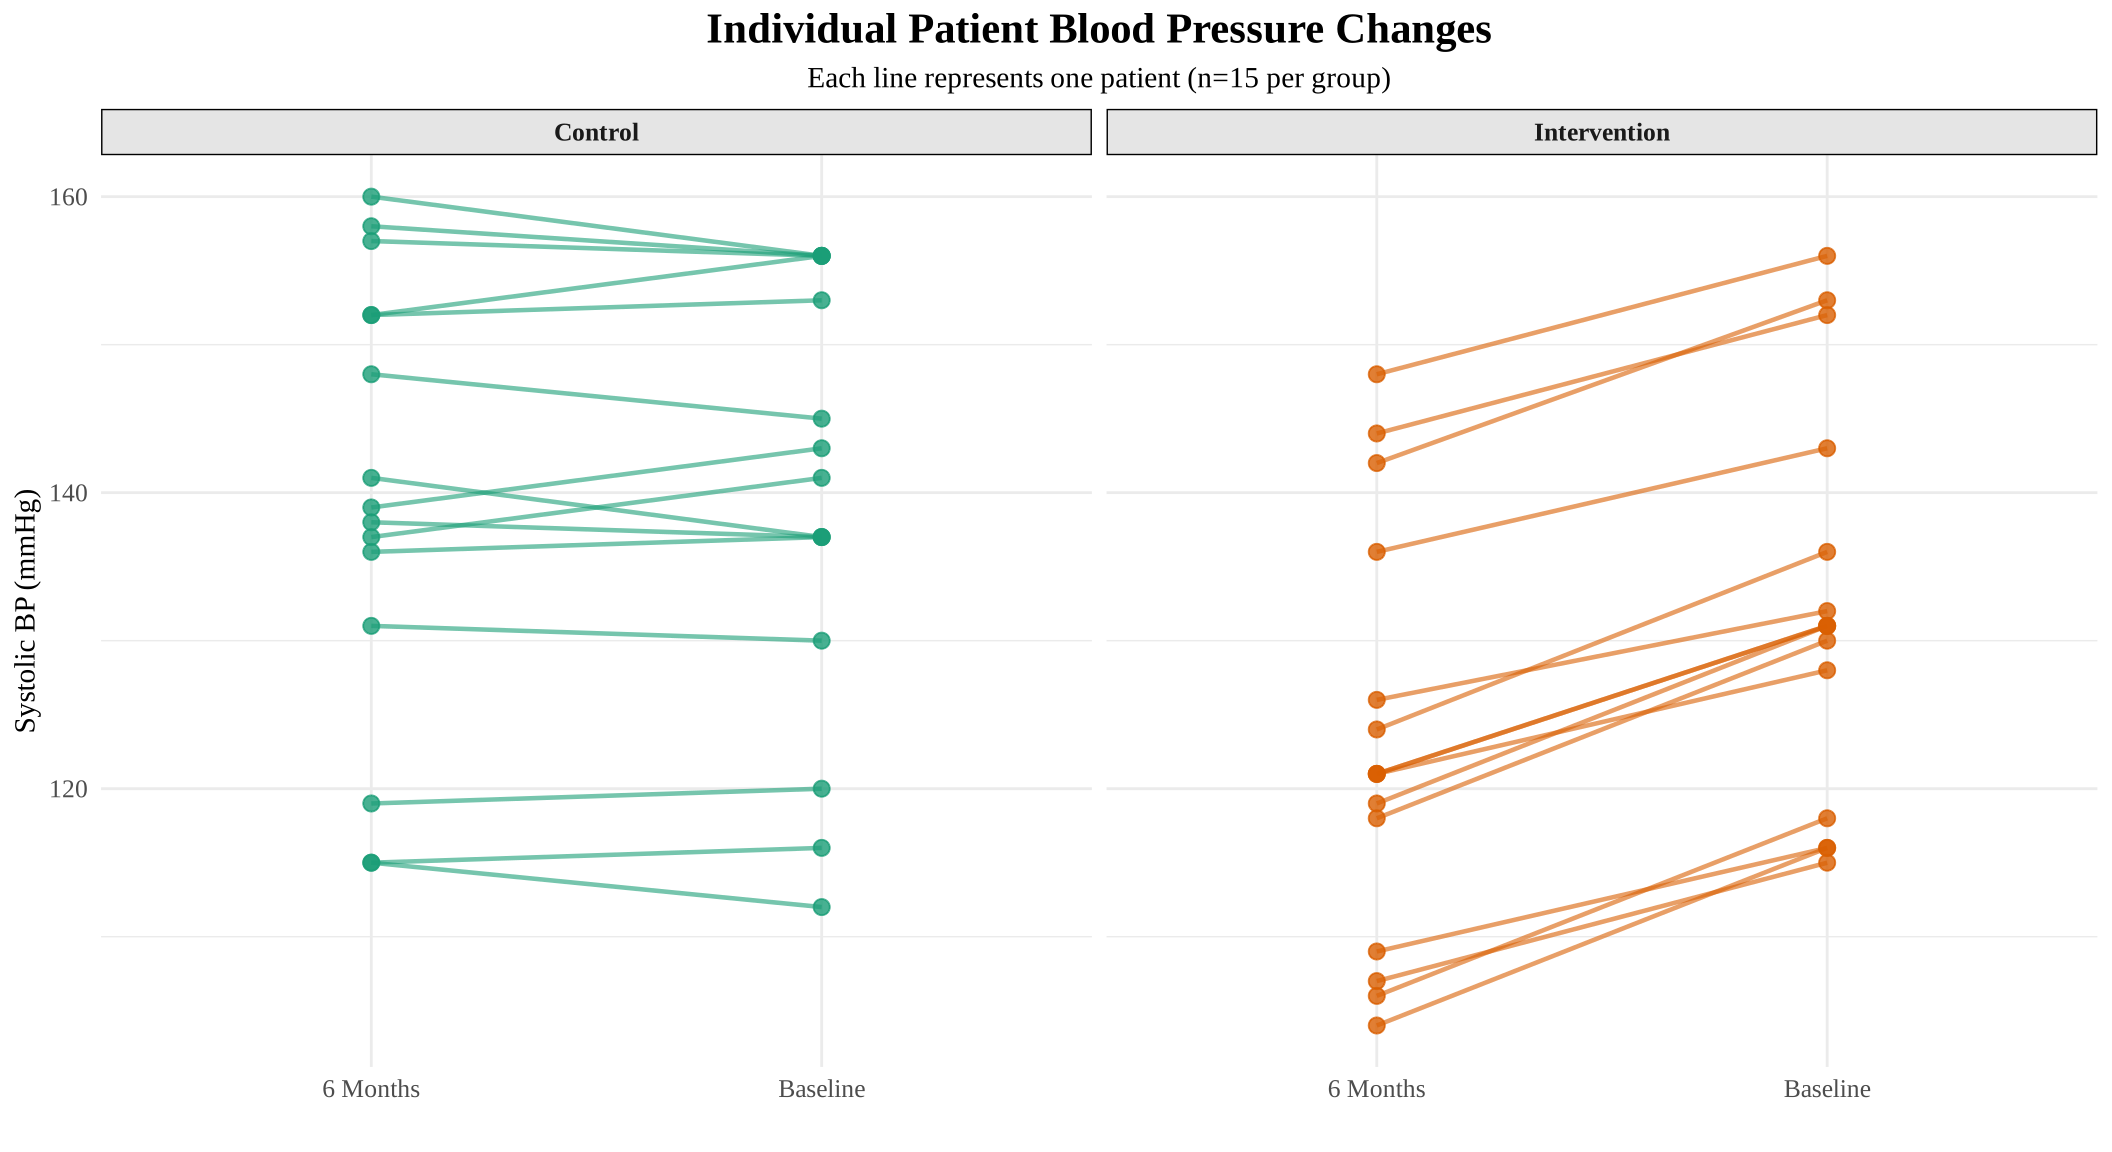 Individual Patient Blood Pressure Changes
Each line represents one patient (n=15 per group)
Control
Intervention
Systolic BP (mmHg)
160
140
120
6 Months
Baseline
6 Months
Baseline